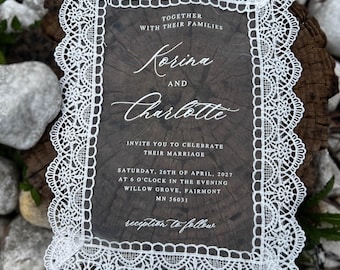 TOGETHER
WITH THEIR FAMILIES
Korina
AND
Charlotte
INVITE YOU TO CELEBRATE
THEIR MARRIAGE
SATURDAY, 26TH OF APRIL, 2027
AT 6 O'CLOCK IN THE EVENING
WILLOW GROVE, FAIRMONT
MN 56031
reception to follow